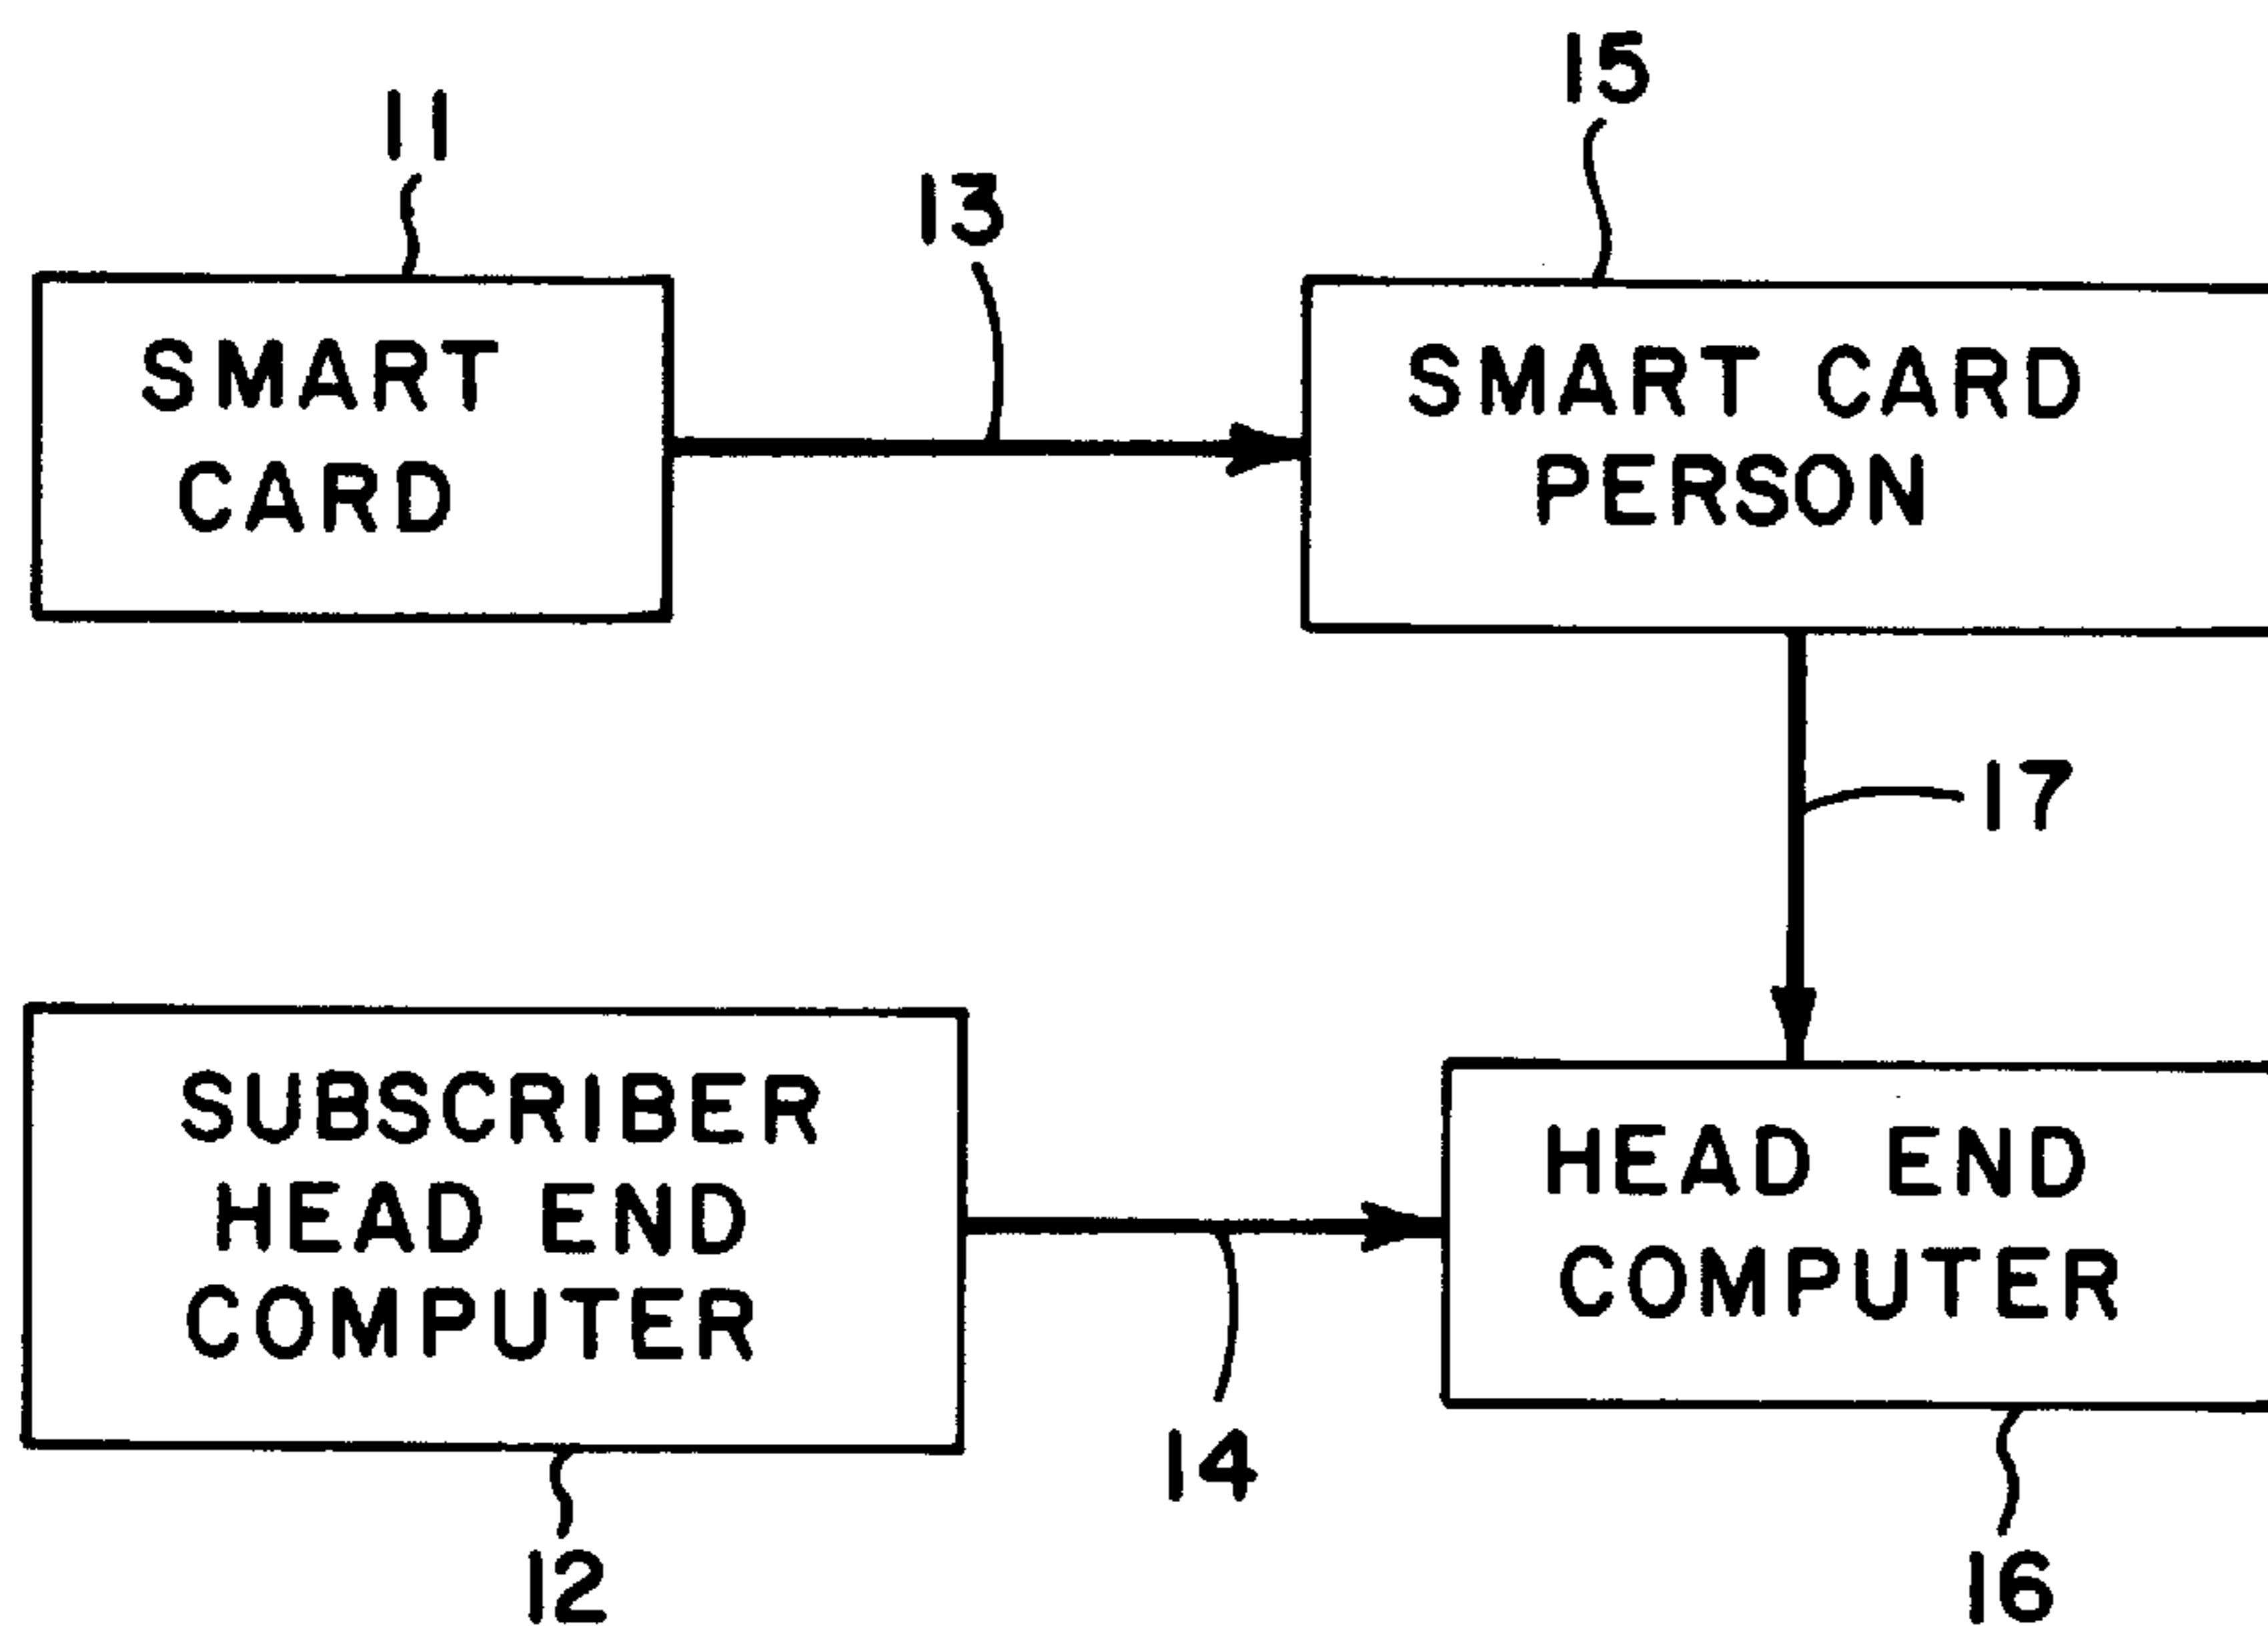 15
11
13
SMART
CARD
SMART CARD
PERSON
17
SUBSCRIBER
HEAD END
COMPUTER
HEAD END
COMPUTER
14
12
16